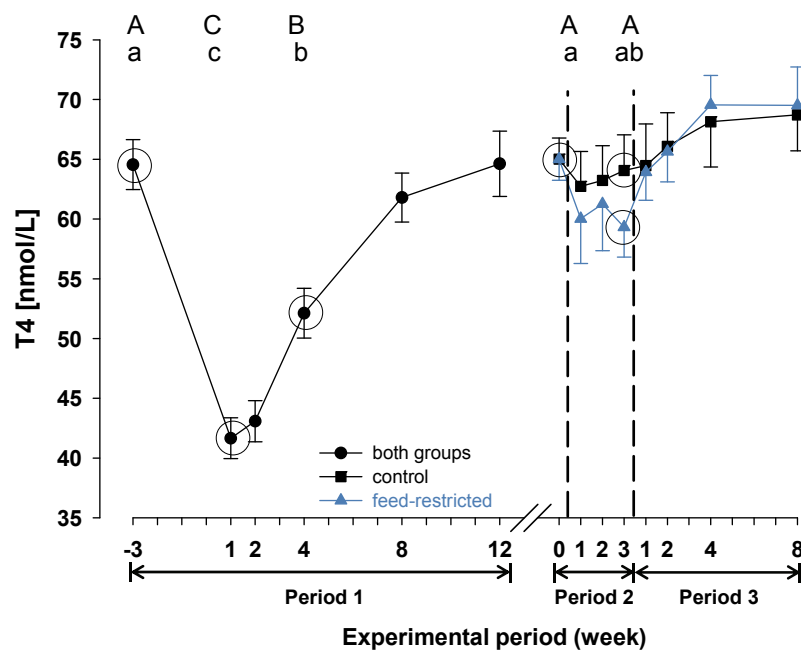 A C B A A
a c b a ab
75
70
65
60
55
50
45
40
35
T4 [nmol/L]
both groups
control
feed-restricted
-3 1 2 4 8 12 0 1 2 3 1 2 4 8
Period 1 Period 2 Period 3
Experimental period (week)